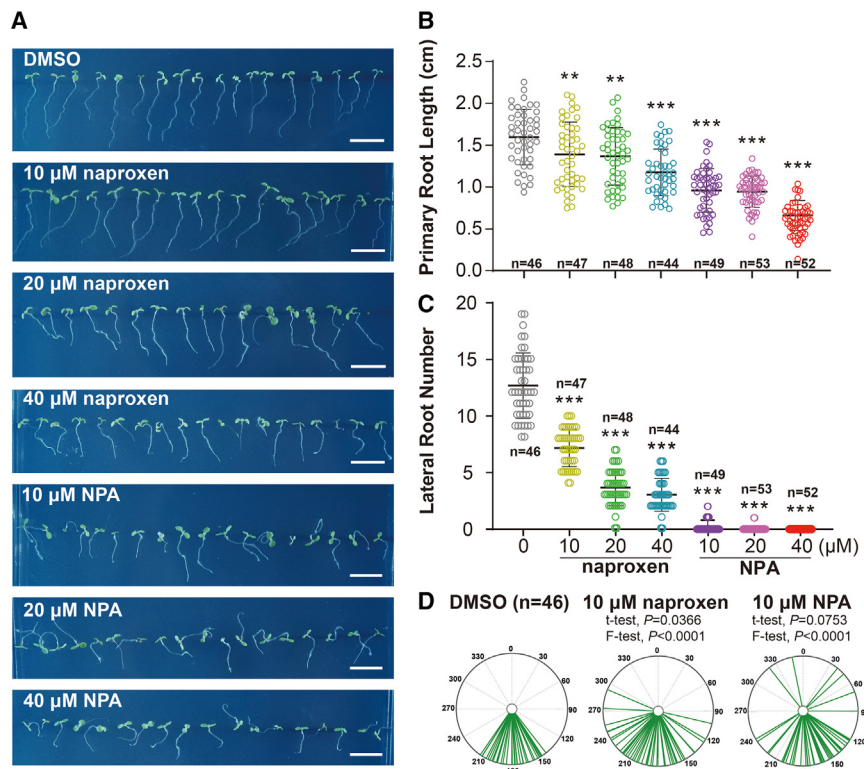 A
DMSO
10 µM naproxen
20 µM naproxen
40 µM naproxen
10 µM NPA
20 µM NPA
40 µM NPA
B
Primary Root Length (cm)
2.5
2.0
1.5
1.0
0.5
0.0
** ** *** *** *** ***
n=46 n=47 n=48 n=44 n=49 n=53 n=52
C
Lateral Root Number
20
15
10
5
0
n=46
n=47
***
n=48
***
n=44
***
n=49
***
n=53
***
n=52
***
0 10 20 40 10 20 40 (µM)
naproxen NPA
D
DMSO (n=46)
0
30
60
90
120
150
210
240
270
300
330
10 µM naproxen
t-test, P=0.0366
F-test, P<0.0001
0
30
60
90
120
150
180
210
240
270
300
330
10 µM NPA
t-test, P=0.0753
F-test, P<0.0001
0
30
60
90
120
150
180
210
240
270
300
330